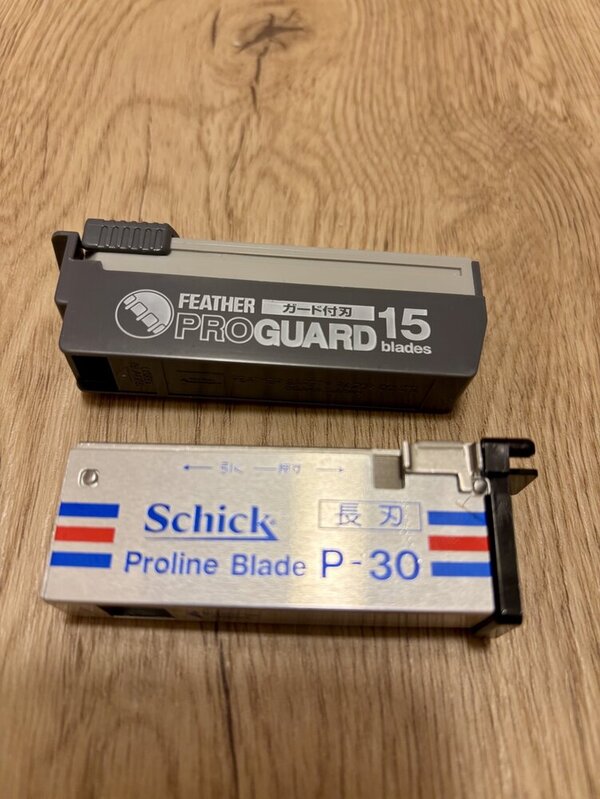 FEATHER ガード付刃
PROGUARD 15
blades
引く 押す
Schick 長刃
Proline Blade P-30